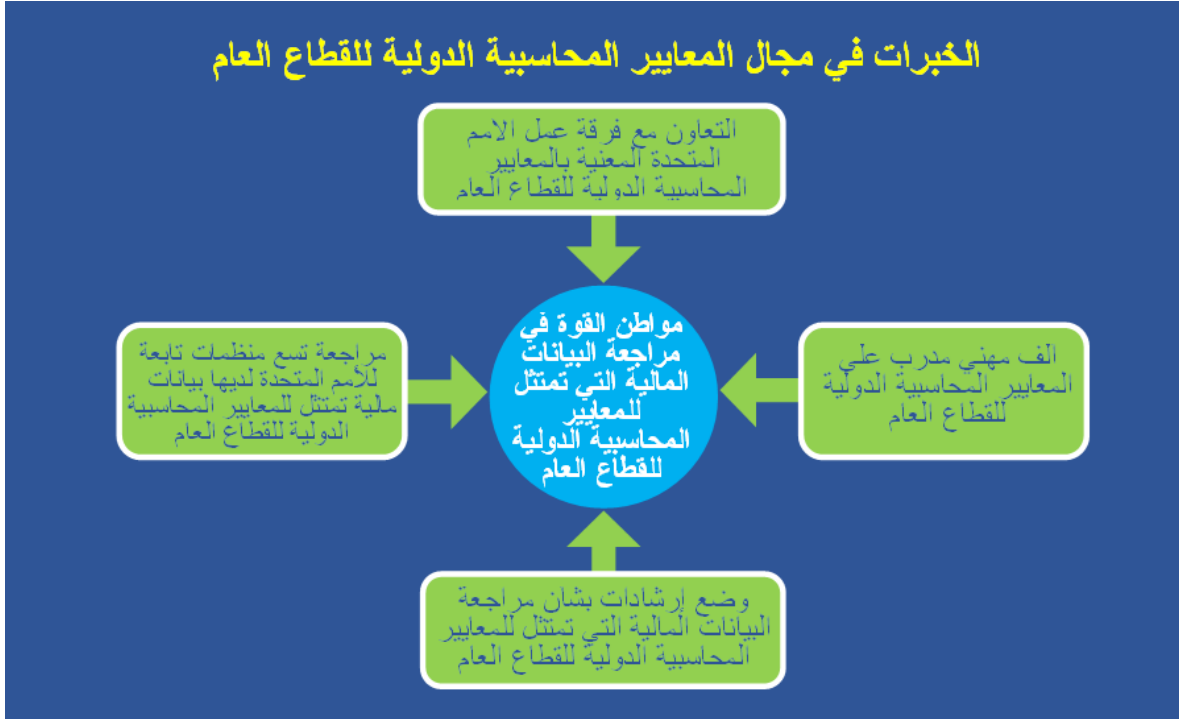 الخبرات في مجال المعايير المحاسبية الدولية للقطاع العام
التعاون مع فرقة عمل الامم
المتحدة المعنية بالمعايير
المحاسبية الدولية للقطاع العام
الف مهني مدرب علي
المعايير المحاسبية الدولية
للقطاع العام
مواطن القوة في
مراجعة البيانات
المالية التي تمتثل
للمعايير
المحاسبية الدولية
للقطاع العام
مراجعة تسع منظمات تابعة
للأمم المتحدة لديها بيانات
مالية تمتثل للمعايير المحاسبية
الدولية للقطاع العام
وضع إرشادات بشان مراجعة
البيانات المالية التي تمتثل للمعايير
المحاسبية الدولية للقطاع العام